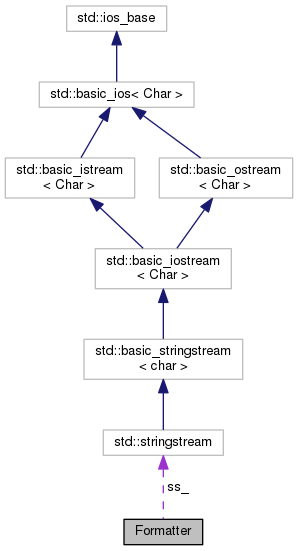 std::ios_base
std::basic_ios< Char >
std::basic_istream
< Char >
std::basic_ostream
< Char >
std::basic_iostream
< Char >
std::basic_stringstream
< char >
std::stringstream
ss_
Formatter